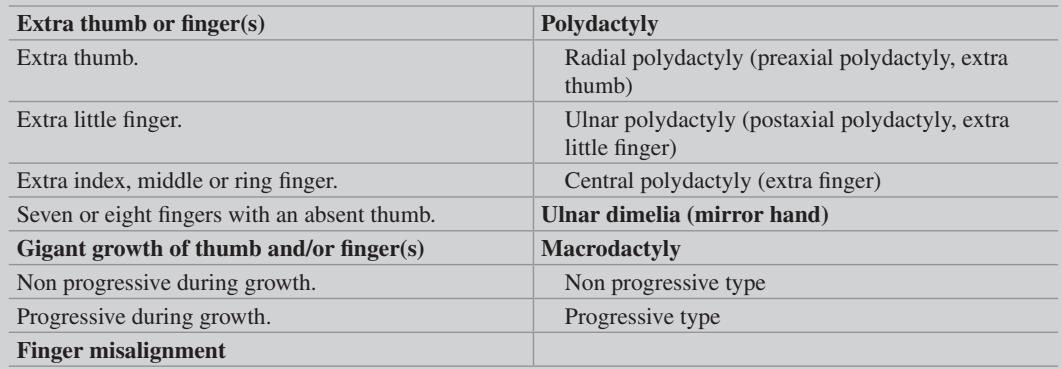 Extra thumb or finger(s) Polydactyly
Extra thumb. Radial polydactyly (preaxial polydactyly, extra
thumb)
Extra little finger. Ulnar polydactyly (postaxial polydactyly, extra
little finger)
Extra index, middle or ring finger. Central polydactyly (extra finger)
Seven or eight fingers with an absent thumb. Ulnar dimelia (mirror hand)
Gigant growth of thumb and/or finger(s) Macrodactyly
Non progressive during growth. Non progressive type
Progressive during growth. Progressive type
Finger misalignment